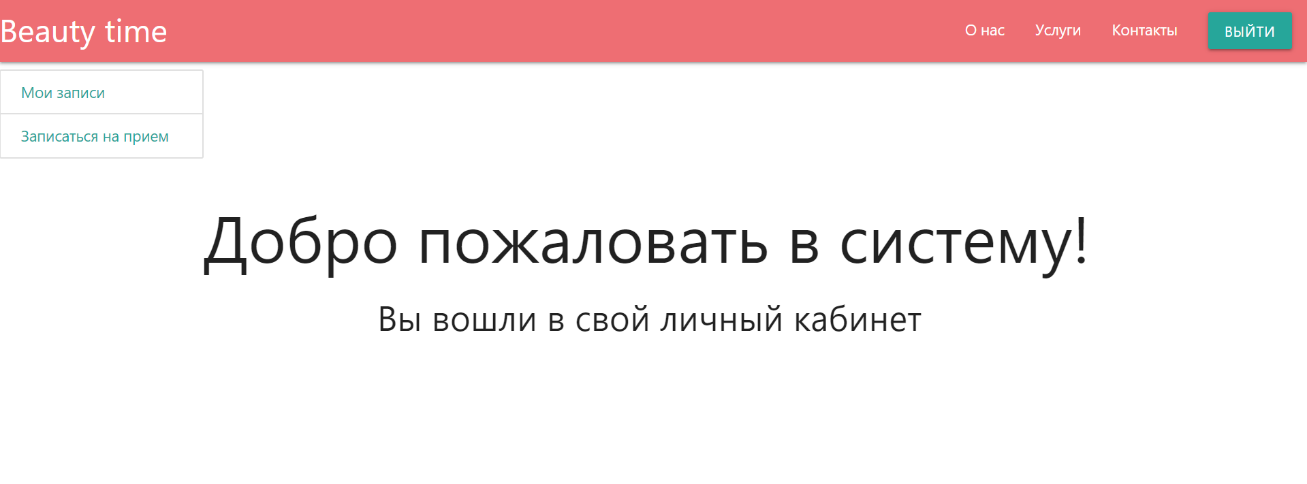 Beauty time
О нас Услуги Контакты ВЫЙТИ
Мои записи
Записаться на прием
Добро пожаловать в систему!
Вы вошли в свой личный кабинет